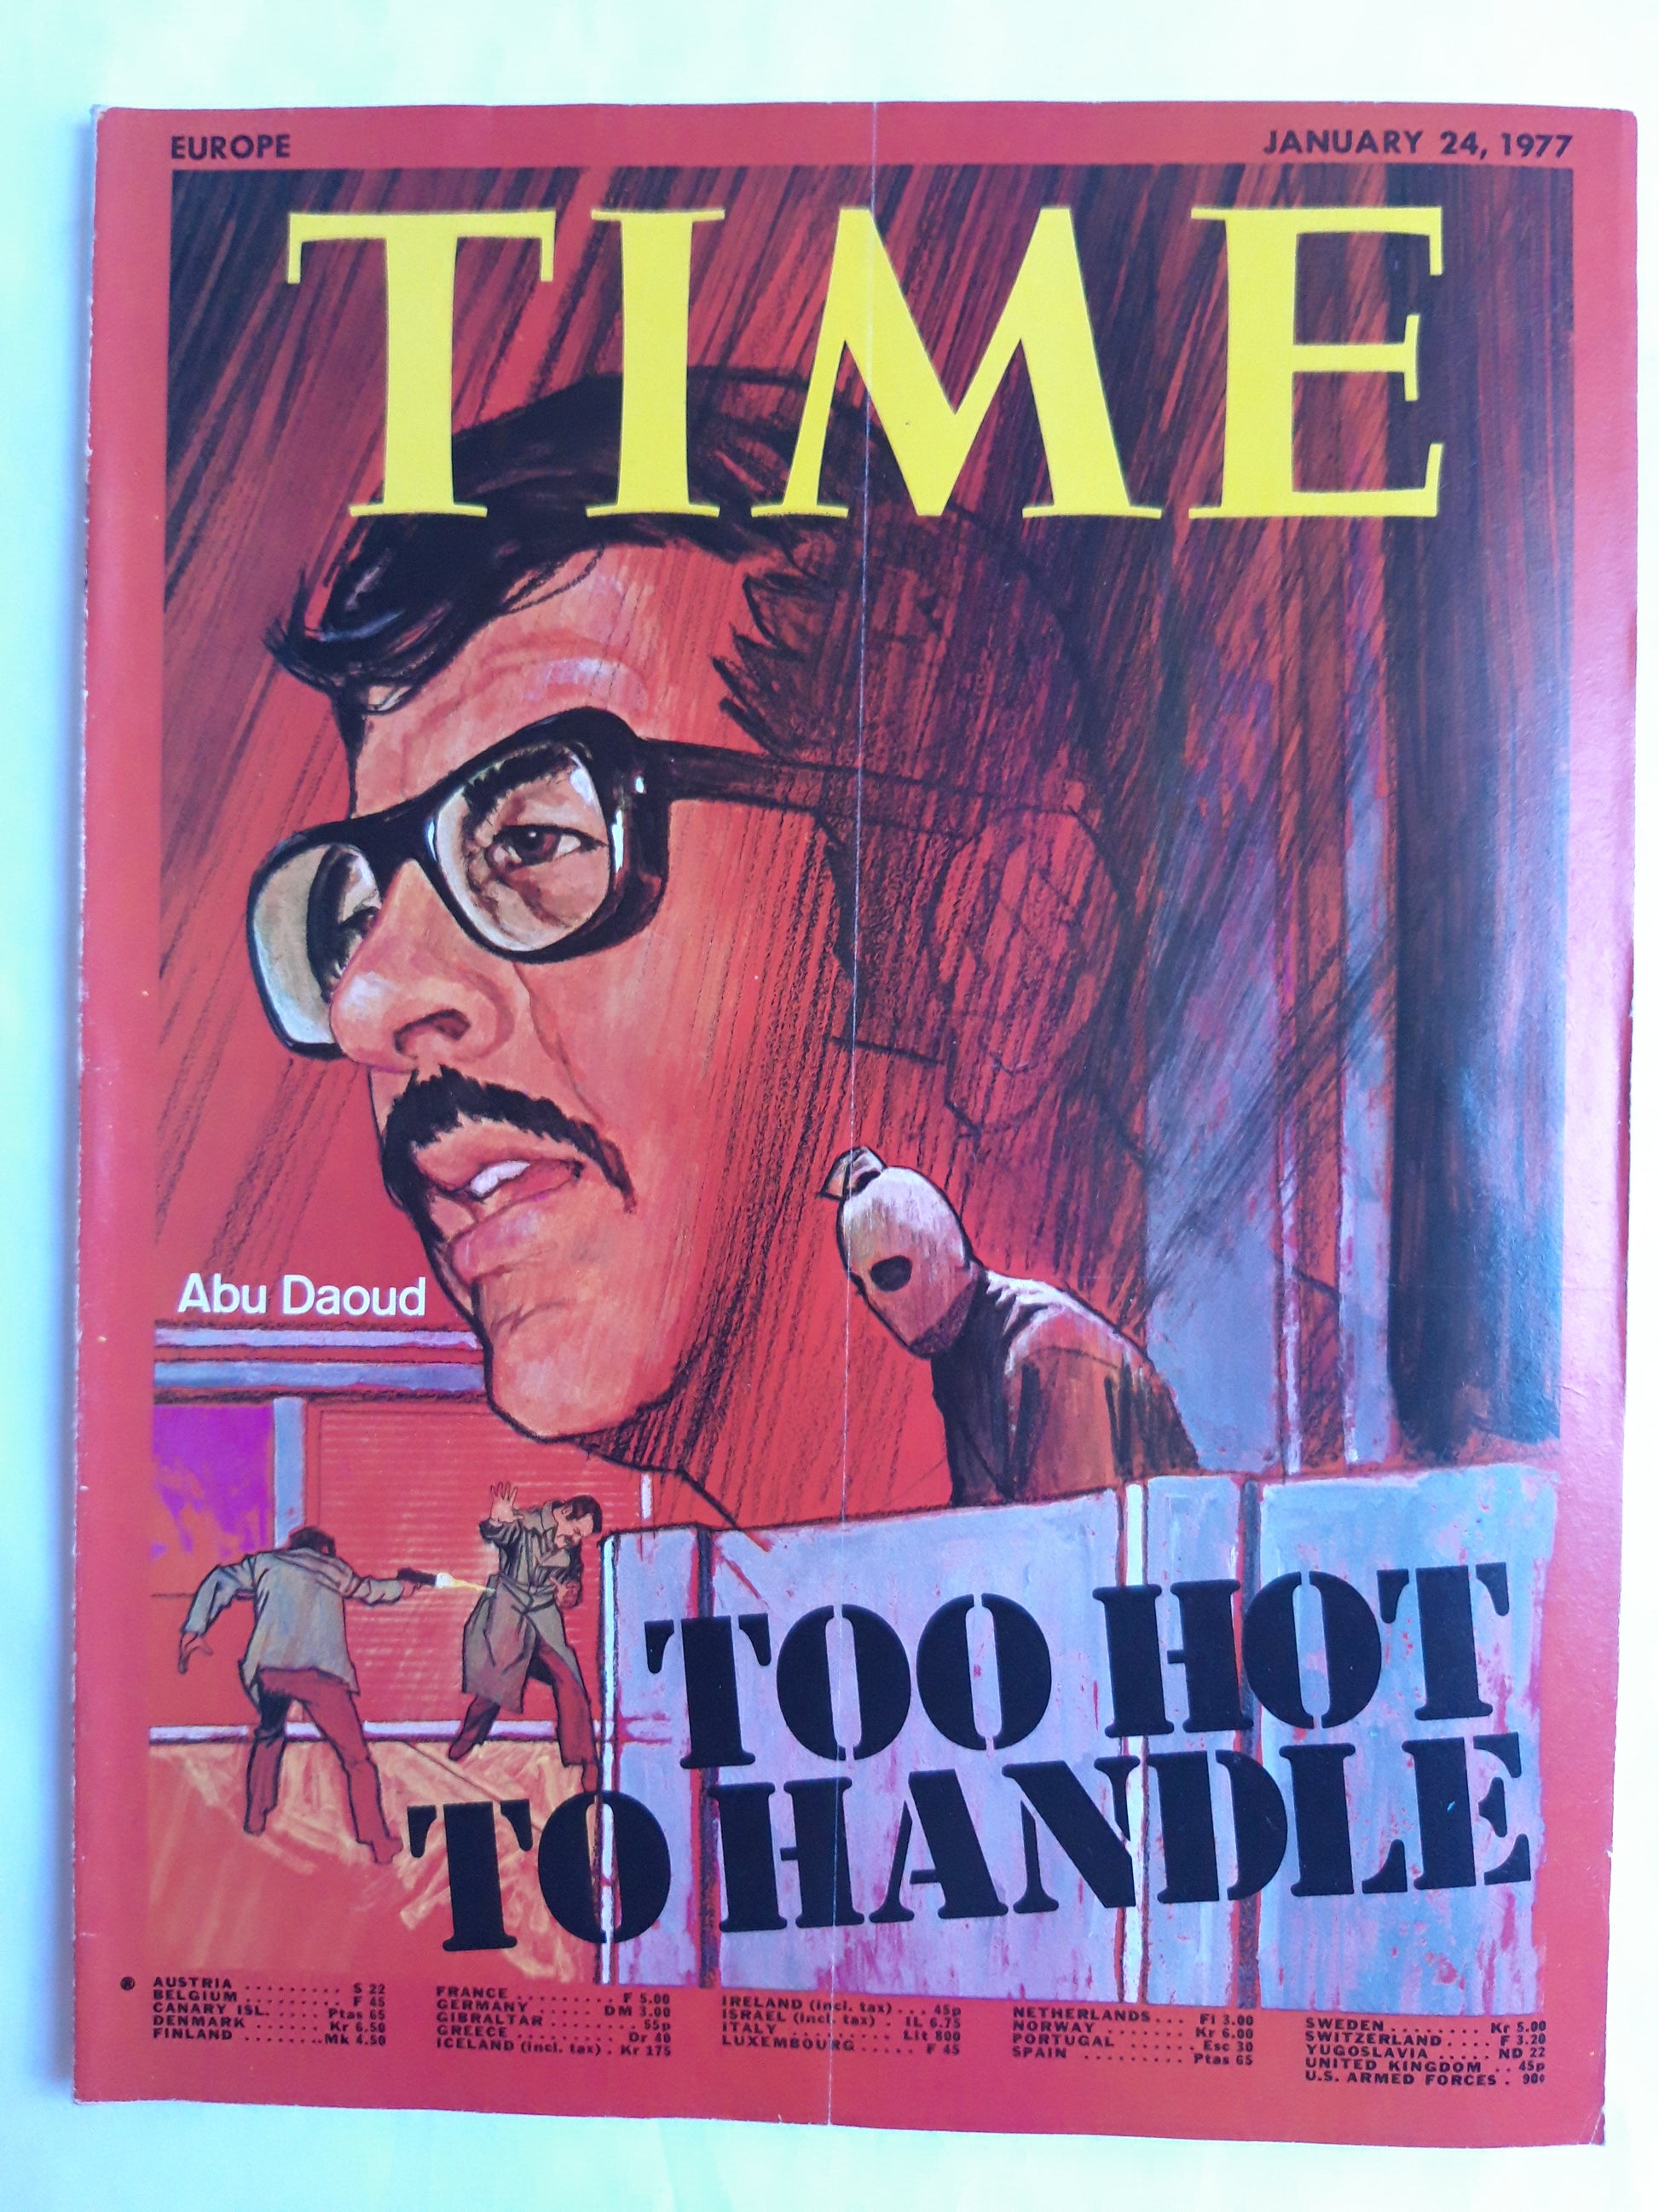 EUROPE
JANUARY 24, 1977
TIME
Abu Daoud
TOO HOT
TO HANDLE
®
AUSTRIA .......... S 22
BELGIUM .......... F 45
CANARY ISL. ..... Ptas 65
DENMARK ....... Kr 6.50
FINLAND ........ Mk 4.50
FRANCE .......... F 5.00
GERMANY ..... DM 3.00
GIBRALTAR ....... 55p
GREECE .......... Dr 40
ICELAND (incl. tax) . Kr 175
IRELAND (incl. tax) ... 45p
ISRAEL (incl. tax) . IL 6.75
ITALY .......... Lit 800
LUXEMBOURG ..... F 45
NETHERLANDS ... Fl 3.00
NORWAY ........ Kr 6.00
PORTUGAL ...... Esc 30
SPAIN ......... Ptas 65
SWEDEN ......... Kr 5.00
SWITZERLAND .... F 3.20
YUGOSLAVIA ..... ND 22
UNITED KINGDOM .. 45p
U.S. ARMED FORCES . 90¢